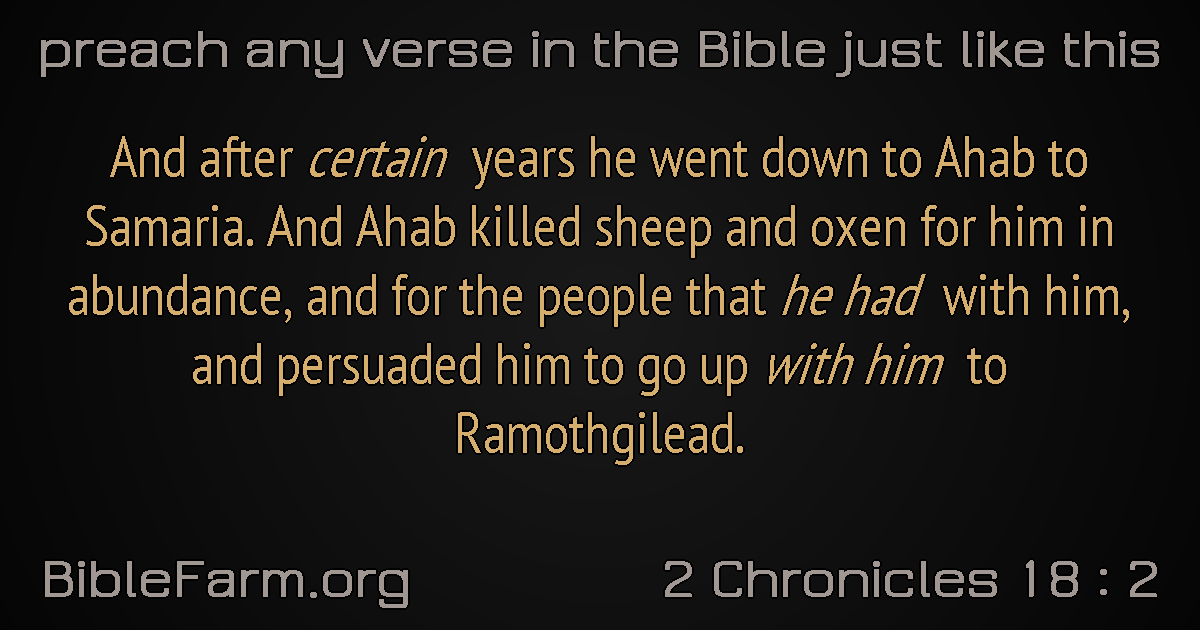 preach any verse in the Bible just like this
And after certain years he went down to Ahab to
Samaria. And Ahab killed sheep and oxen for him in
abundance, and for the people that he had with him,
and persuaded him to go up with him to
Ramothgilead.
BibleFarm.org
2 Chronicles 18 : 2